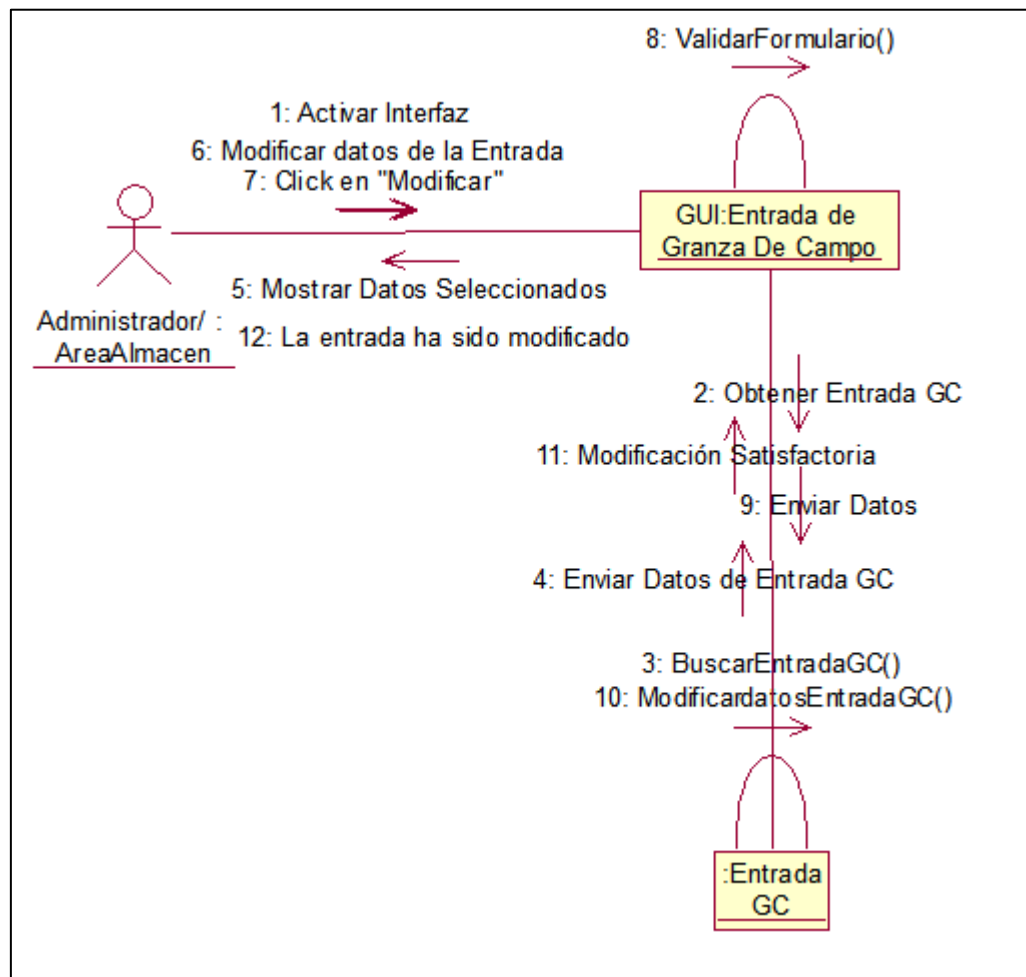 8: ValidarFormulario()
1: Activar Interfaz
6: Modificar datos de la Entrada
7: Click en "Modificar"
GUI:Entrada de
Granza De Campo
5: Mostrar Datos Seleccionados
Administrador/ :
AreaAlmacen
12: La entrada ha sido modificado
2: Obtener Entrada GC
11: Modificación Satisfactoria
9: Enviar Datos
4: Enviar Datos de Entrada GC
3: BuscarEntradaGC()
10: ModificardatosEntradaGC()
:Entrada
GC